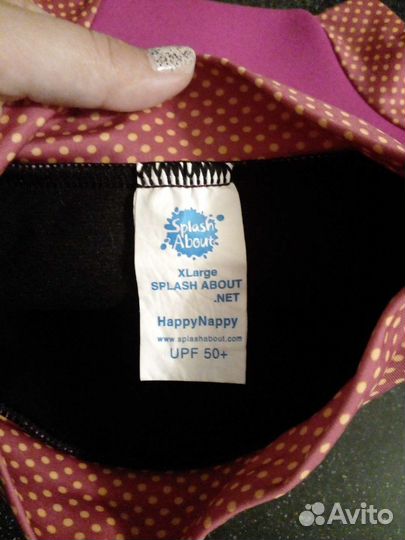 Splash
About
XLarge
SPLASH ABOUT
.NET
HappyNappy
www.splashabout.com
UPF 50+
Avito